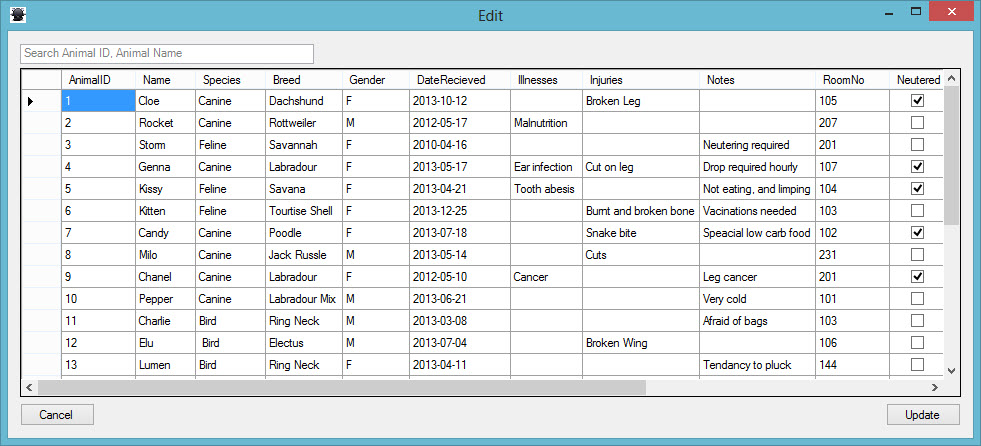 Edit
Search Animal ID, Animal Name
AnimalID Name Species Breed Gender DateRecieved Illnesses Injuries Notes RoomNo Neutered
1 Cloe Canine Dachshund F 2013-10-12 Broken Leg 105
2 Rocket Canine Rottweiler M 2012-05-17 Malnutrition 207
3 Storm Feline Savannah F 2010-04-16 Neutering required 201
4 Genna Canine Labradour F 2013-05-17 Ear infection Cut on leg Drop required hourly 107
5 Kissy Feline Savana F 2013-04-21 Tooth abesis Not eating, and limping 104
6 Kitten Feline Tourtise Shell F 2013-12-25 Burnt and broken bone Vacinations needed 103
7 Candy Canine Poodle F 2013-07-18 Snake bite Speacial low carb food 102
8 Milo Canine Jack Russle M 2013-05-14 Cuts 231
9 Chanel Canine Labradour F 2012-05-10 Cancer Leg cancer 201
10 Pepper Canine Labradour Mix M 2013-06-21 Very cold 101
11 Charlie Bird Ring Neck M 2013-03-08 Afraid of bags 103
12 Elu Bird Electus M 2013-07-04 Broken Wing 106
13 Lumen Bird Ring Neck F 2013-04-11 Tendancy to pluck 144
Cancel Update